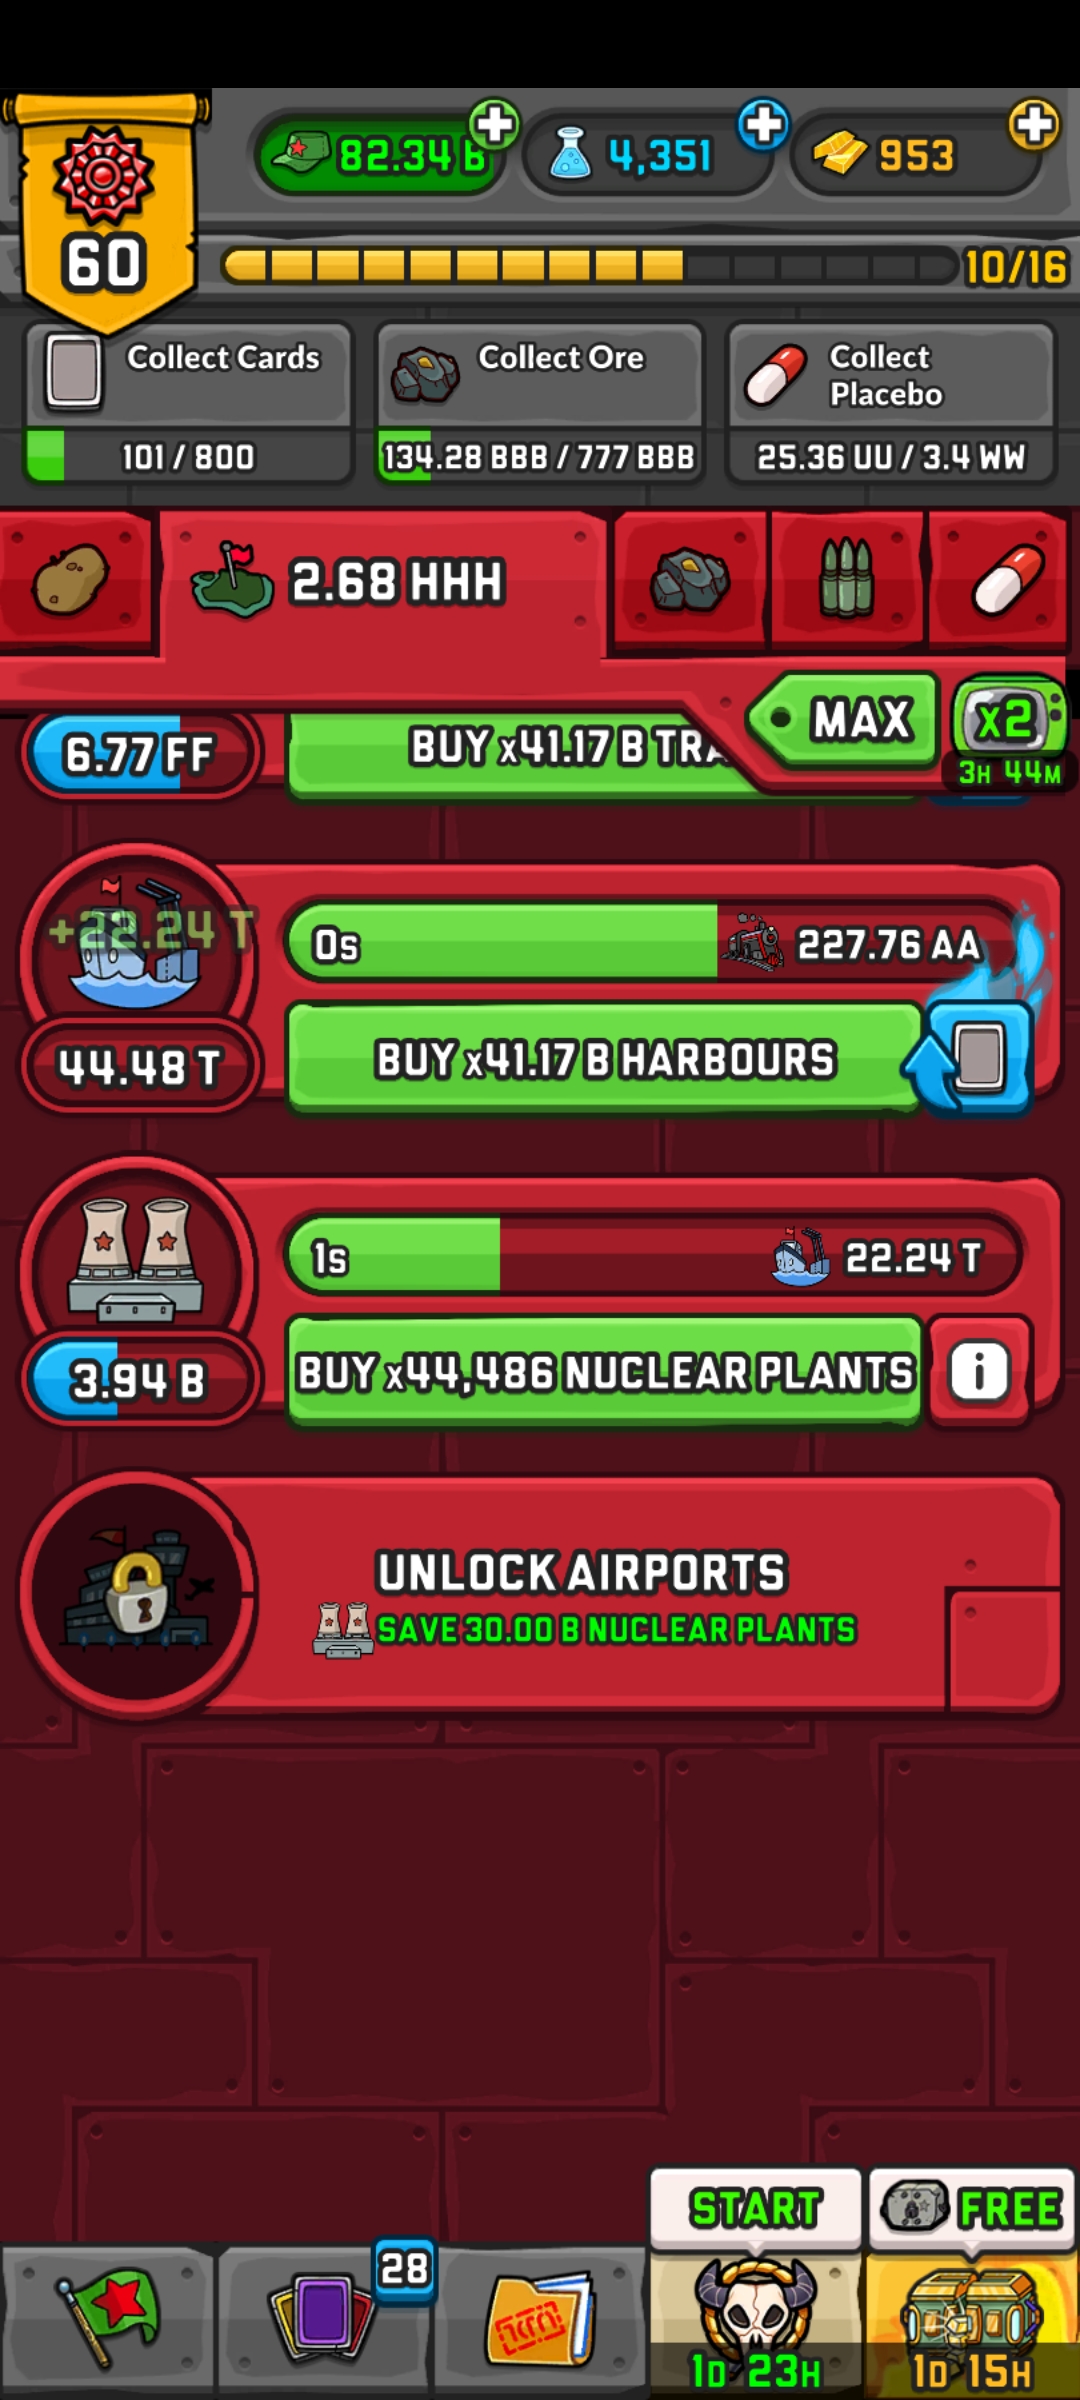 60
82.34 B
4,351
953
10/16
Collect Cards
101 / 800
Collect Ore
134.28 BBB / 777 BBB
Collect
Placebo
25.36 UU / 3.4 WW
2.68 HHH
MAX
x2
3H 44M
6.77 FF
BUY x41.17 B TRA
+22.24 T
0s
227.76 AA
44.48 T
BUY x41.17 B HARBOURS
1s
22.24 T
3.94 B
BUY x44,486 NUCLEAR PLANTS
i
UNLOCK AIRPORTS
SAVE 30.00 B NUCLEAR PLANTS
START
FREE
28
1D 23H
1D 15H